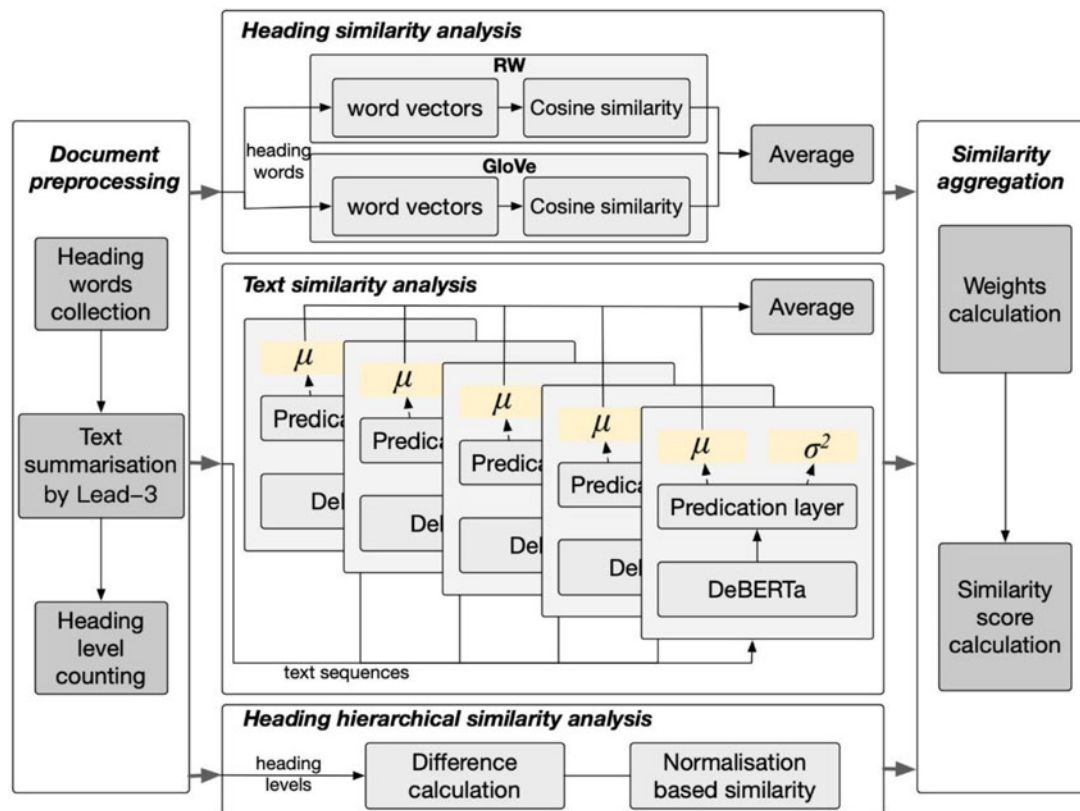 Heading similarity analysis
RW
word vectors
Cosine similarity
GloVe
word vectors
Cosine similarity
heading
words
Average
Document
preprocessing
Heading
words
collection
Text
summarisation
by Lead-3
Heading
level
counting
Text similarity analysis
Average
μ
Predica
Del
μ
Predica
Del
μ
Predica
Del
μ
Predica
Del
μ
σ²
Predication layer
DeBERTa
text sequences
Heading hierarchical similarity analysis
heading
levels
Difference
calculation
Normalisation
based similarity
Similarity
aggregation
Weights
calculation
Similarity
score
calculation